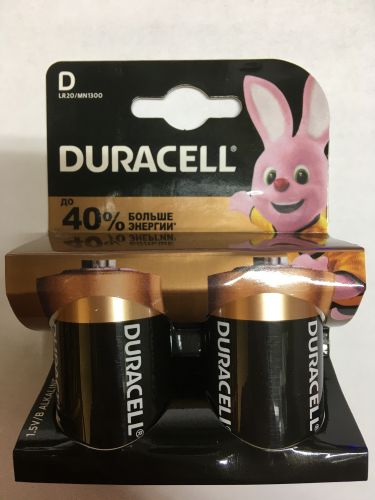 D
LR20/MN1300
DURACELL®
ДО
40% БОЛЬШЕ
ЭНЕРГИИ*
DURACELL
DURACELL
1.5V/B ALKALINE